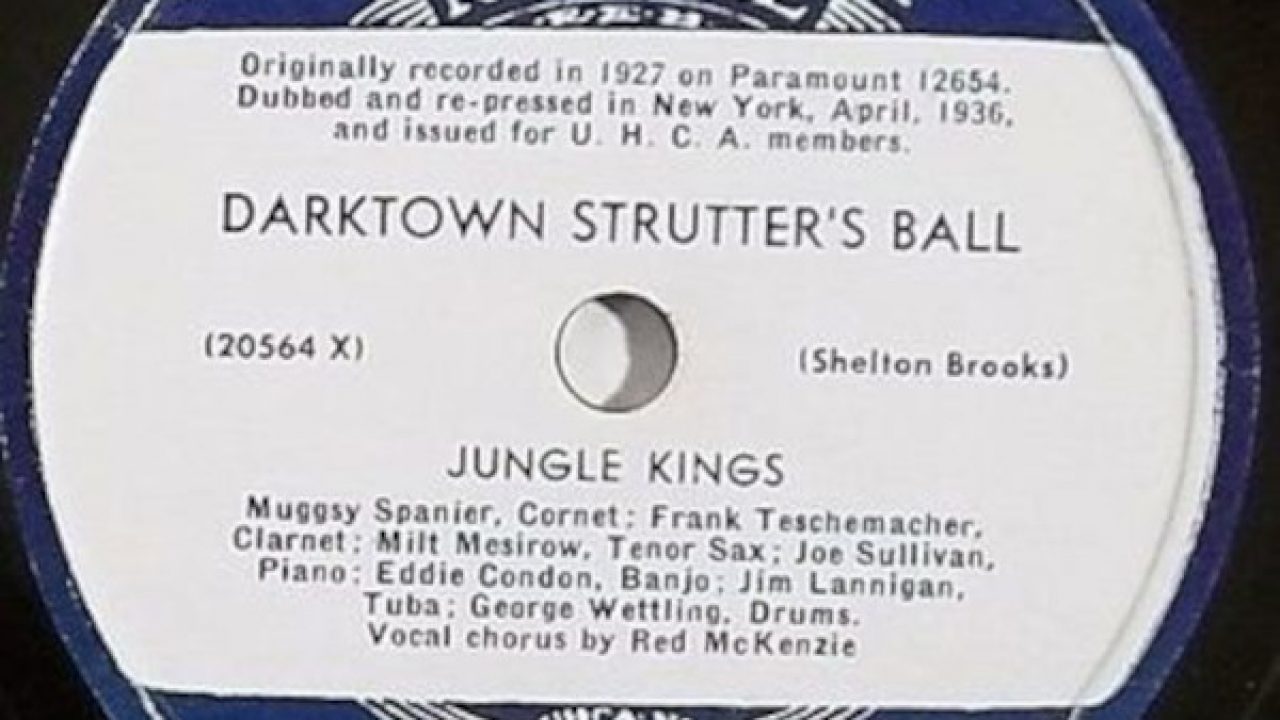 Originally recorded in 1927 on Paramount 12654.
Dubbed and re-pressed in New York, April, 1936,
and issued for U. H. C. A. members.
DARKTOWN STRUTTER'S BALL
(20564 X)
(Shelton Brooks)
JUNGLE KINGS
Muggsy Spanier, Cornet; Frank Teschemacher,
Clarnet; Milt Mesirow, Tenor Sax; Joe Sullivan,
Piano; Eddie Condon, Banjo; Jim Lannigan,
Tuba; George Wettling, Drums.
Vocal chorus by Red McKenzie